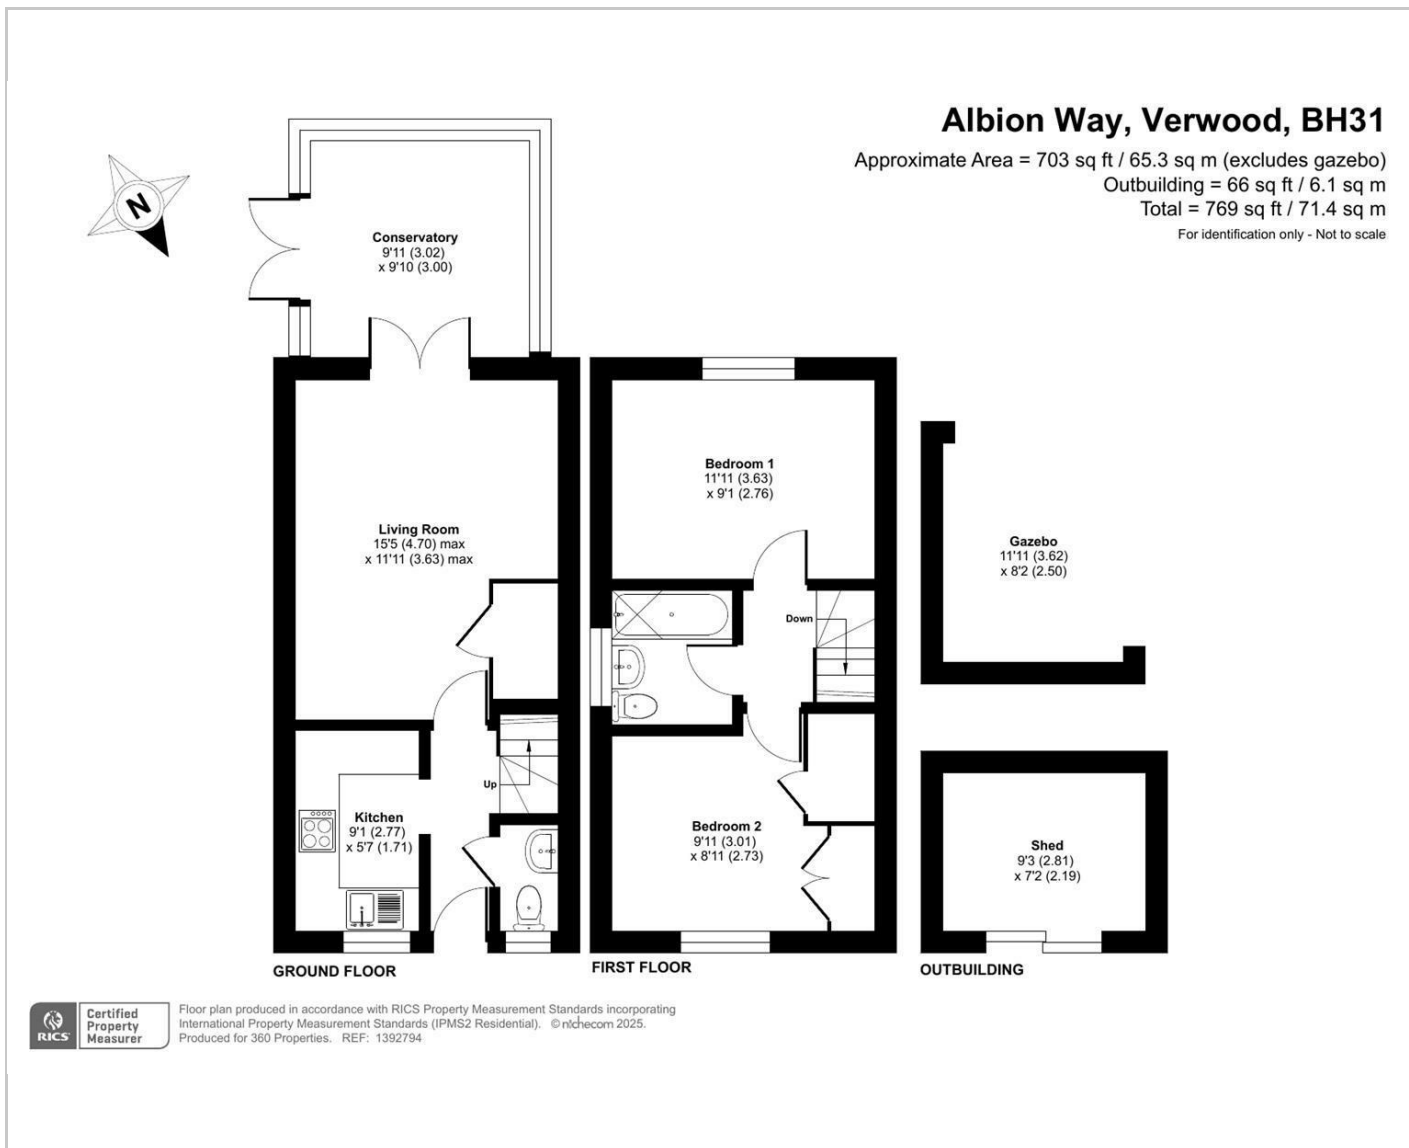 Albion Way, Verwood, BH31
Approximate Area = 703 sq ft / 65.3 sq m (excludes gazebo)
Outbuilding = 66 sq ft / 6.1 sq m
Total = 769 sq ft / 71.4 sq m
For identification only - Not to scale
N
Conservatory
9'11 (3.02)
x 9'10 (3.00)
Living Room
15'5 (4.70) max
x 11'11 (3.63) max
Kitchen
9'1 (2.77)
x 5'7 (1.71)
Up
GROUND FLOOR
Bedroom 1
11'11 (3.63)
x 9'1 (2.76)
Down
Bedroom 2
9'11 (3.01)
x 8'11 (2.73)
FIRST FLOOR
Gazebo
11'11 (3.62)
x 8'2 (2.50)
Shed
9'3 (2.81)
x 7'2 (2.19)
OUTBUILDING
RICS
Certified
Property
Measurer
Floor plan produced in accordance with RICS Property Measurement Standards incorporating
International Property Measurement Standards (IPMS2 Residential). © nichecom 2025.
Produced for 360 Properties. REF: 1392794